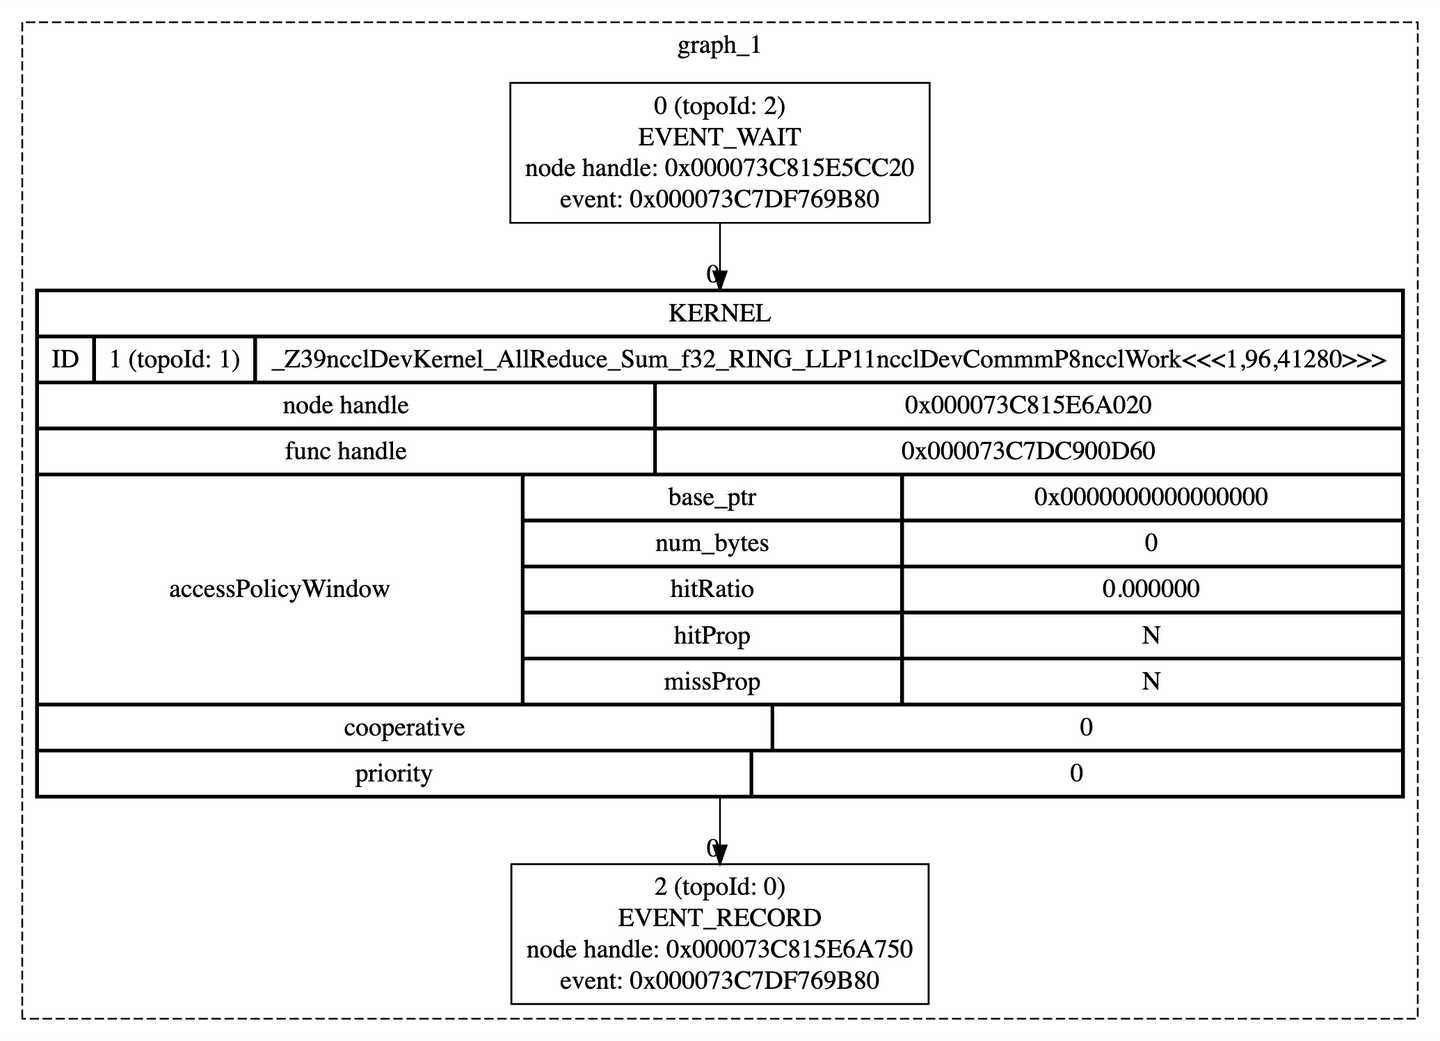 graph_1
0 (topoId: 2)
EVENT_WAIT
node handle: 0x000073C815E5CC20
event: 0x000073C7DF769B80
0
KERNEL
ID 1 (topoId: 1) _Z39ncclDevKernel_AllReduce_Sum_f32_RING_LLP11ncclDevCommmP8ncclWork<<<1,96,41280>>>
node handle 0x000073C815E6A020
func handle 0x000073C7DC900D60
accessPolicyWindow
base_ptr 0x0000000000000000
num_bytes 0
hitRatio 0.000000
hitProp N
missProp N
cooperative 0
priority 0
0
2 (topoId: 0)
EVENT_RECORD
node handle: 0x000073C815E6A750
event: 0x000073C7DF769B80